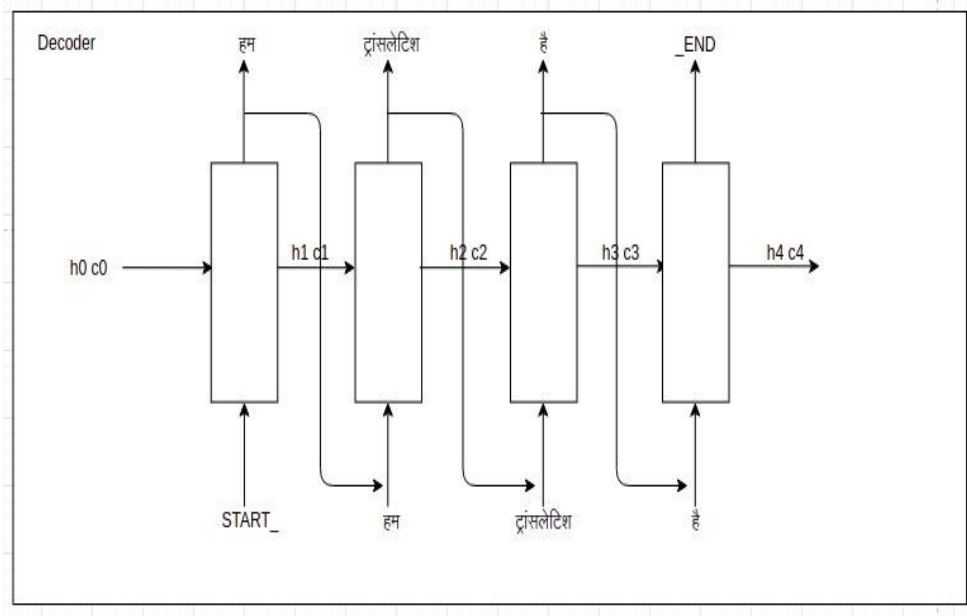 Decoder
हम ट्रांसलेटिश है _END
h0 c0 h1 c1 h2 c2 h3 c3 h4 c4
START_ हम ट्रांसलेटिश है